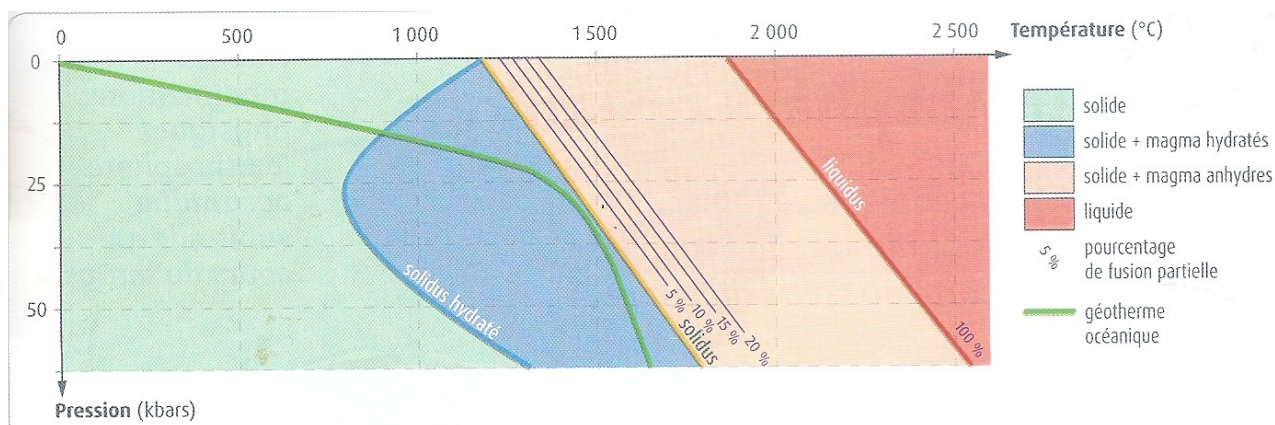 0 500 1 000 1 500 2 000 2 500 Température (°C)
0
25
50
Pression (kbars)
solidus hydraté
5 %
10 %
15 %
20 %
solidus
liquidus
100 %
solide
solide + magma hydratés
solide + magma anhydres
liquide
5 % pourcentage
de fusion partielle
géotherme
océanique